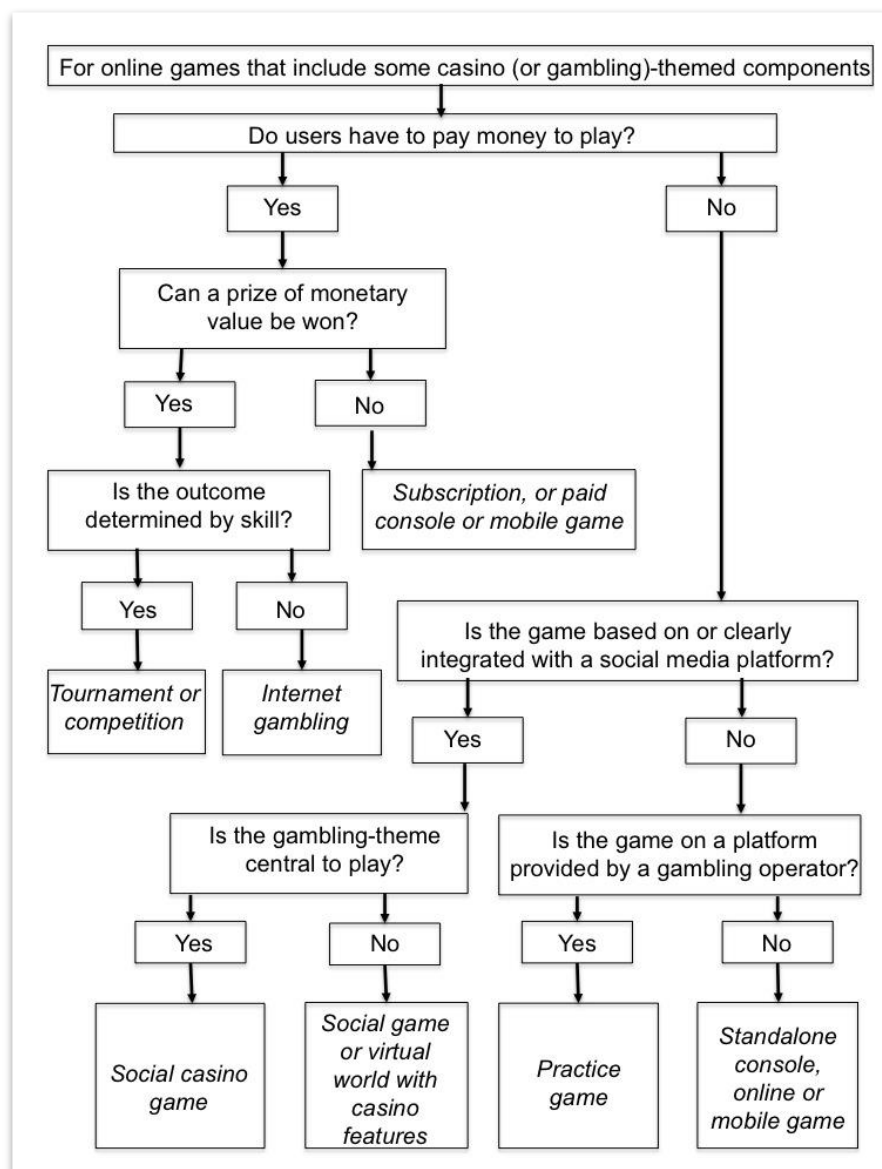 For online games that include some casino (or gambling)-themed components
Do users have to pay money to play?
Yes
No
Can a prize of monetary
value be won?
Yes
No
Is the outcome
determined by skill?
Subscription, or paid
console or mobile game
Yes
No
Is the game based on or clearly
integrated with a social media platform?
Tournament or
competition
Internet
gambling
Yes
No
Is the gambling-theme
central to play?
Is the game on a platform
provided by a gambling operator?
Yes
No
Yes
No
Social casino
game
Social game
or virtual
world with
casino
features
Practice
game
Standalone
console,
online or
mobile game